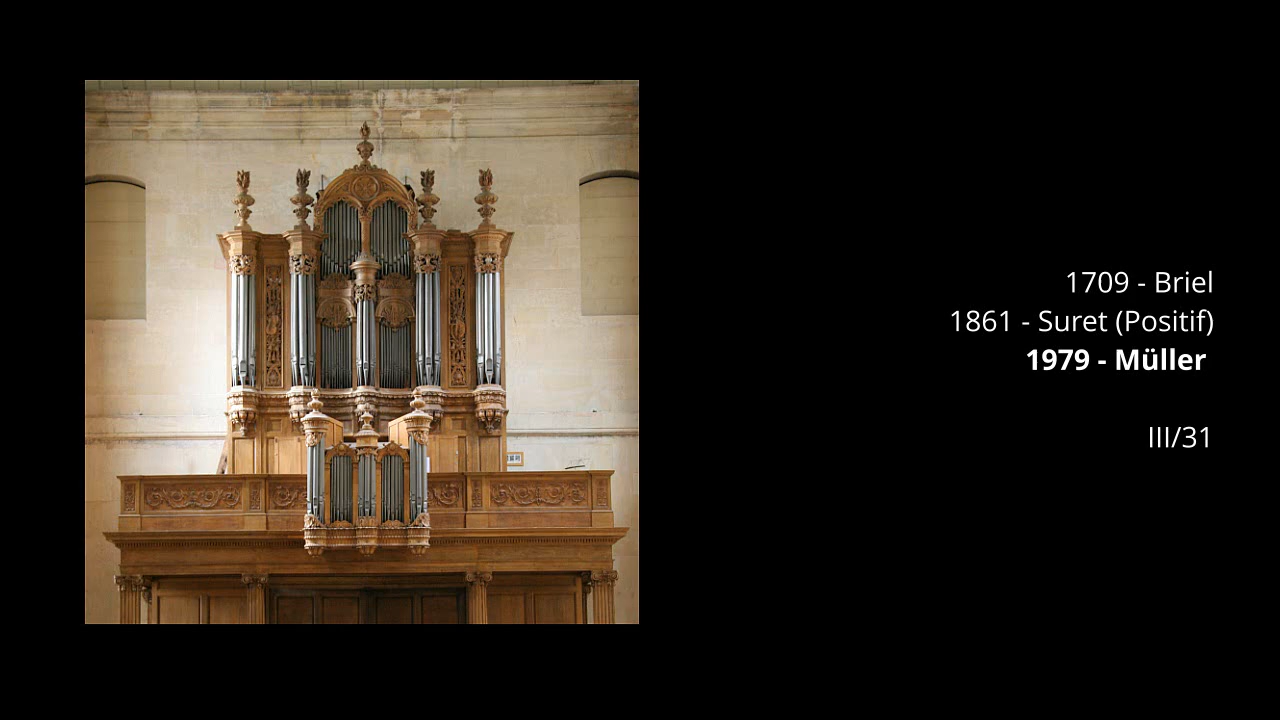 1709 - Briel
1861 - Suret (Positif)
1979 - Müller
III/31